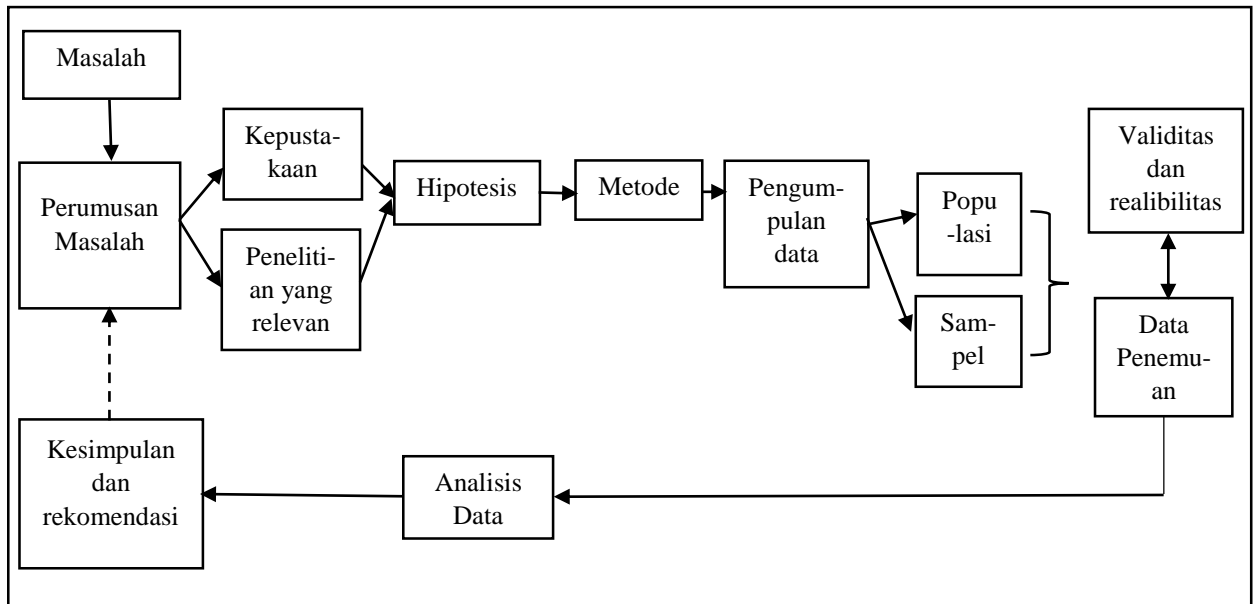 Masalah
Perumusan
Masalah
Kepusta-
kaan
Peneliti-
an yang
relevan
Hipotesis
Metode
Pengum-
pulan
data
Popu
-lasi
Sam-
pel
Validitas
dan
realibilitas
Data
Penemu-
an
Analisis
Data
Kesimpulan
dan
rekomendasi